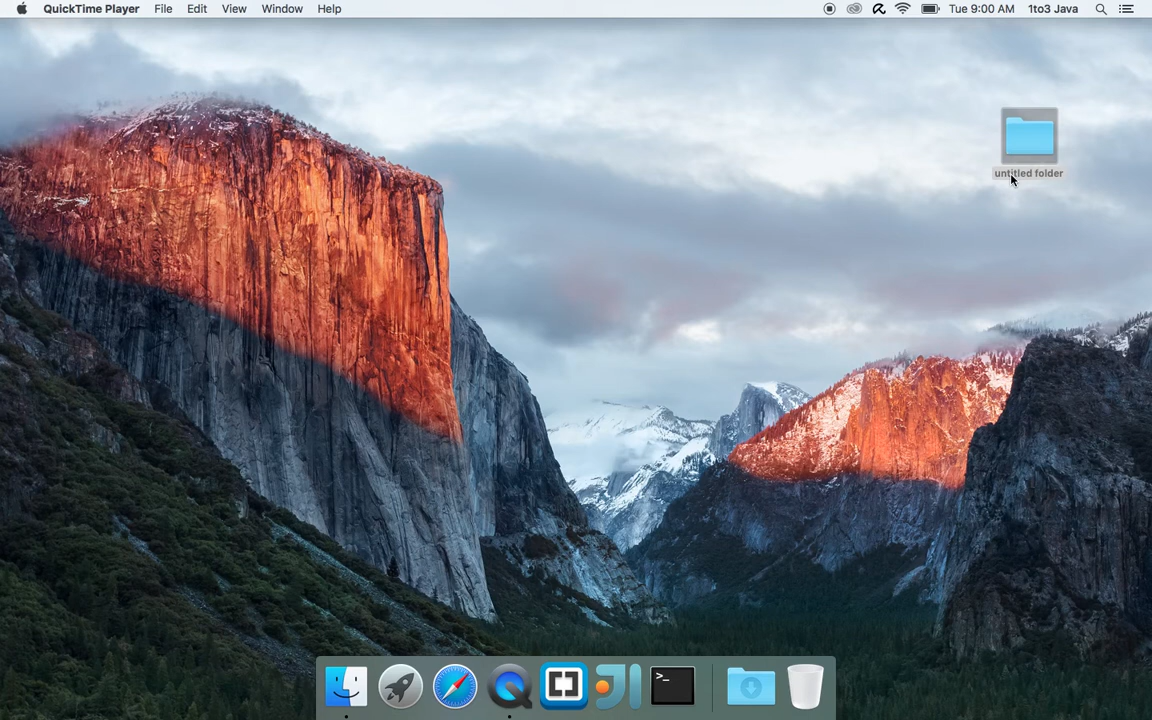 QuickTime Player File Edit View Window Help Tue 9:00 AM 1to3 Java
untitled folder
>_